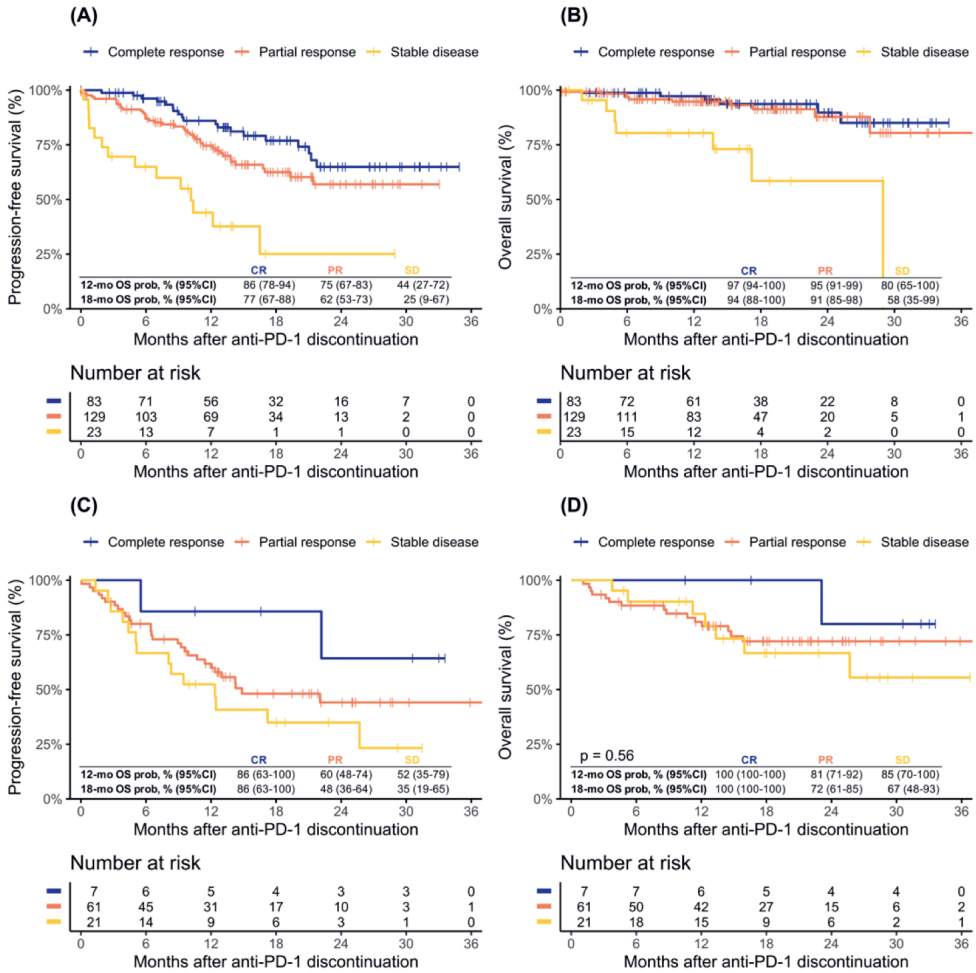 (A)
Complete response Partial response Stable disease
Progression-free survival (%)
100%
75%
50%
25%
0%
CR PR SD
12-mo OS prob, % (95%CI) 86 (78-94) 75 (67-83) 44 (27-72)
18-mo OS prob, % (95%CI) 77 (67-88) 62 (53-73) 25 (9-67)
0 6 12 18 24 30 36
Months after anti-PD-1 discontinuation
Number at risk
83 71 56 32 16 7 0
129 103 69 34 13 2 0
23 13 7 1 1 0 0
0 6 12 18 24 30 36
Months after anti-PD-1 discontinuation
(B)
Complete response Partial response Stable disease
Overall survival (%)
100%
75%
50%
25%
0%
CR PR SD
12-mo OS prob, % (95%CI) 97 (94-100) 95 (91-99) 80 (65-100)
18-mo OS prob, % (95%CI) 94 (88-100) 91 (85-98) 58 (35-99)
0 6 12 18 24 30 36
Months after anti-PD-1 discontinuation
Number at risk
83 72 61 38 22 8 0
129 111 83 47 20 5 1
23 15 12 4 2 0 0
0 6 12 18 24 30 36
Months after anti-PD-1 discontinuation
(C)
Complete response Partial response Stable disease
Progression-free survival (%)
100%
75%
50%
25%
0%
CR PR SD
12-mo OS prob, % (95%CI) 86 (63-100) 60 (48-74) 52 (35-79)
18-mo OS prob, % (95%CI) 86 (63-100) 48 (36-64) 35 (19-65)
0 6 12 18 24 30 36
Months after anti-PD-1 discontinuation
Number at risk
7 6 5 4 3 3 0
61 45 31 17 10 3 1
21 14 9 6 3 1 0
0 6 12 18 24 30 36
Months after anti-PD-1 discontinuation
(D)
Complete response Partial response Stable disease
Overall survival (%)
100%
75%
50%
25%
0%
p = 0.56
CR PR SD
12-mo OS prob, % (95%CI) 100 (100-100) 81 (71-92) 85 (70-100)
18-mo OS prob, % (95%CI) 100 (100-100) 72 (61-85) 67 (48-93)
0 6 12 18 24 30 36
Months after anti-PD-1 discontinuation
Number at risk
7 7 6 5 4 4 0
61 50 42 27 15 6 2
21 18 15 9 6 2 1
0 6 12 18 24 30 36
Months after anti-PD-1 discontinuation